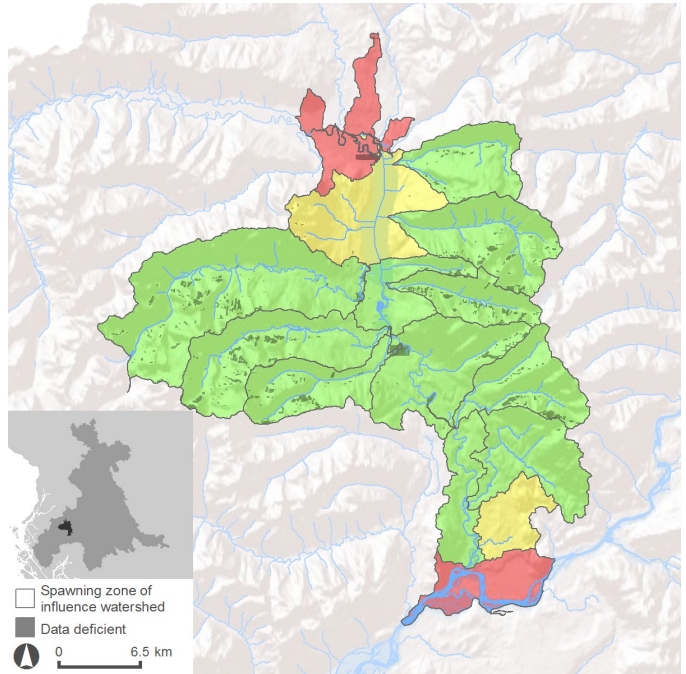 Spawning zone of
influence watershed
Data deficient
0 6.5 km